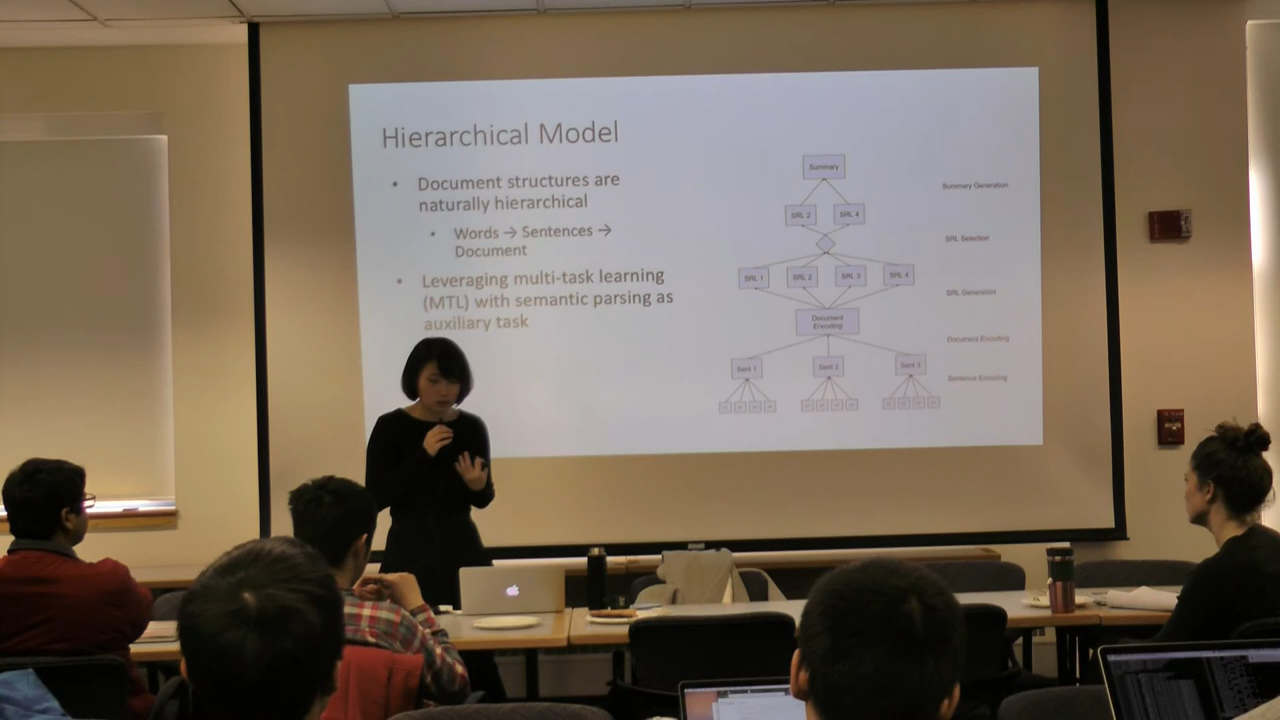 Hierarchical Model
• Document structures are
naturally hierarchical
• Words → Sentences →
Document
• Leveraging multi-task learning
(MTL) with semantic parsing as
auxiliary task
Summary
Summary Generation
SRL 2
SRL 4
SRL Selection
SRL 1
SRL 2
SRL 3
SRL 4
SRL Generation
Document
Encoding
Document Encoding
Sent 1
Sent 2
Sent 3
Sentence Encoding